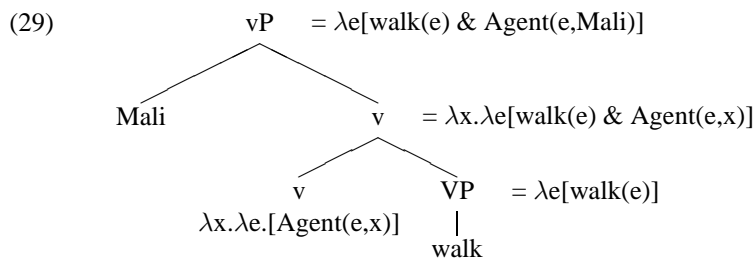 (29) vP = λe[walk(e) & Agent(e,Mali)]
Mali v = λx.λe[walk(e) & Agent(e,x)]
v VP = λe[walk(e)]
λx.λe.[Agent(e,x)]
walk